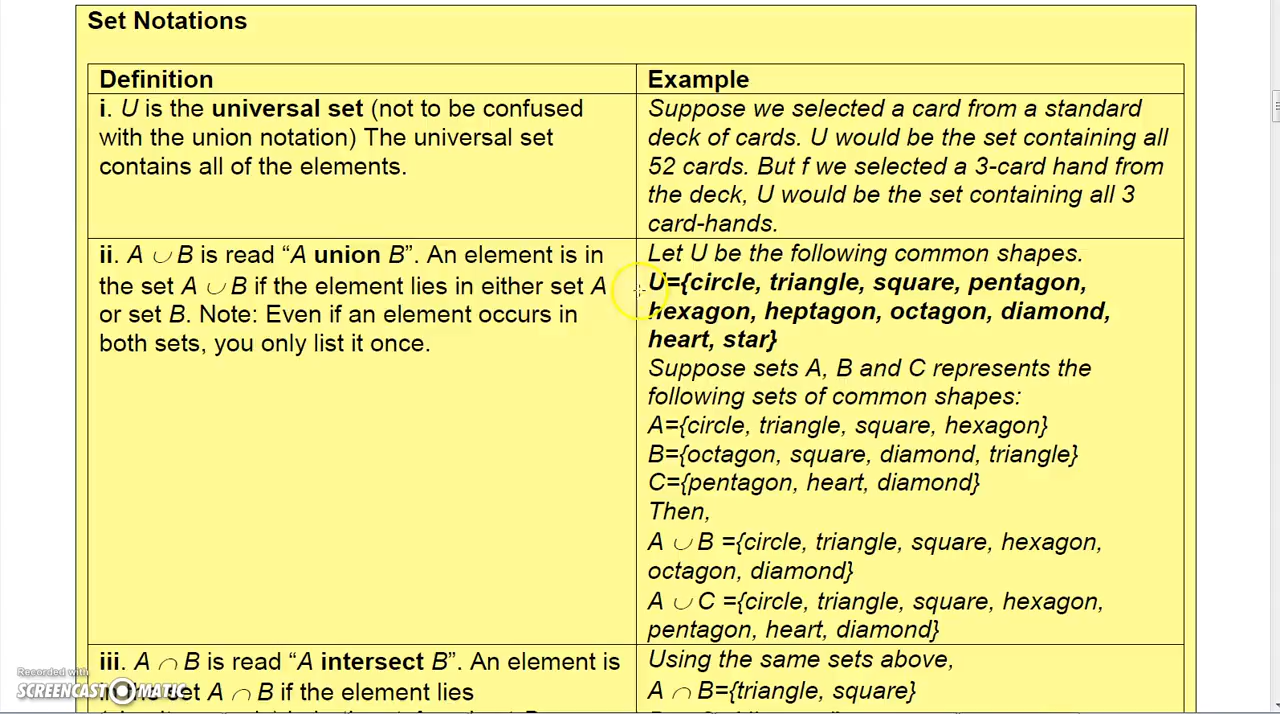 Set Notations
Definition
Example
i. U is the universal set (not to be confused
with the union notation) The universal set
contains all of the elements.
Suppose we selected a card from a standard
deck of cards. U would be the set containing all
52 cards. But f we selected a 3-card hand from
the deck, U would be the set containing all 3
card-hands.
ii. A ∪ B is read “A union B”. An element is in
the set A ∪ B if the element lies in either set A
or set B. Note: Even if an element occurs in
both sets, you only list it once.
Let U be the following common shapes.
U={circle, triangle, square, pentagon,
hexagon, heptagon, octagon, diamond,
heart, star}
Suppose sets A, B and C represents the
following sets of common shapes:
A={circle, triangle, square, hexagon}
B={octagon, square, diamond, triangle}
C={pentagon, heart, diamond}
Then,
A ∪ B ={circle, triangle, square, hexagon,
octagon, diamond}
A ∪ C ={circle, triangle, square, hexagon,
pentagon, heart, diamond}
iii. A ∩ B is read “A intersect B”. An element is
in the set A ∩ B if the element lies
Using the same sets above,
A ∩ B={triangle, square}
Recorded with
SCREENCAST-O-MATIC